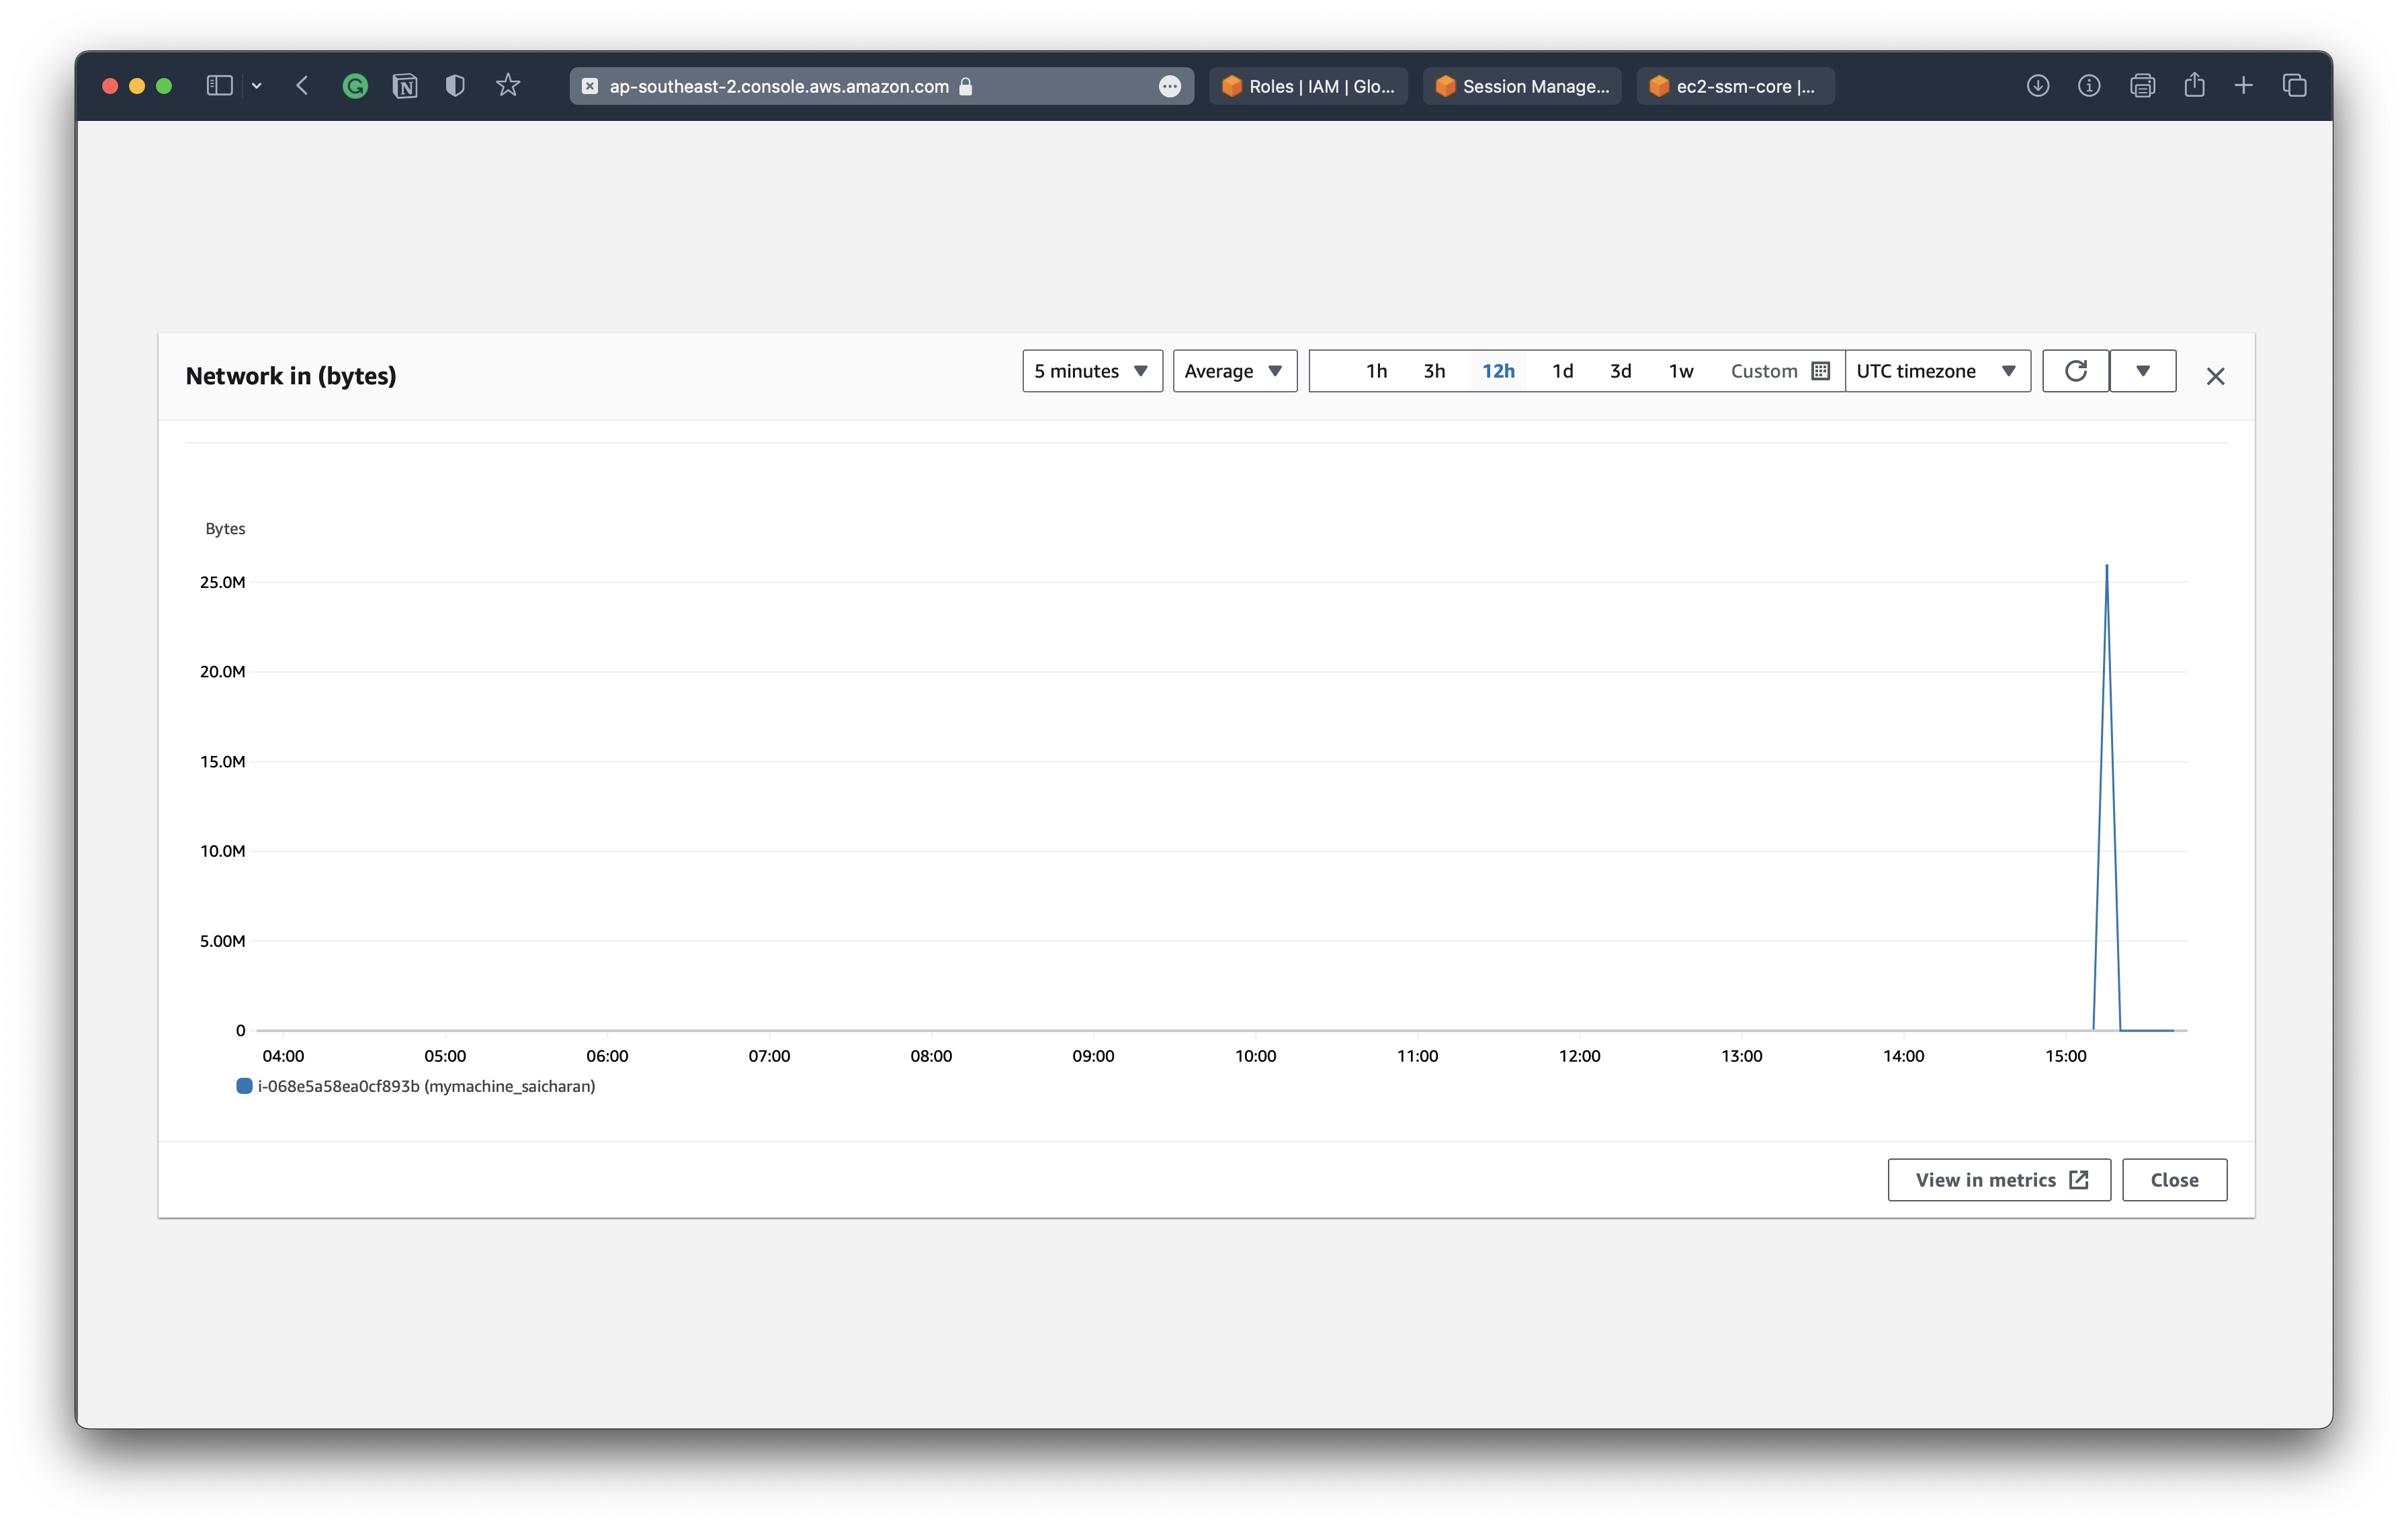 ap-southeast-2.console.aws.amazon.com
Roles | IAM | Glo...
Session Manage...
ec2-ssm-core |...
Network in (bytes)
5 minutes
Average
1h 3h 12h 1d 3d 1w Custom
UTC timezone
Bytes
25.0M
20.0M
15.0M
10.0M
5.00M
0
04:00 05:00 06:00 07:00 08:00 09:00 10:00 11:00 12:00 13:00 14:00 15:00
i-068e5a58ea0cf893b (mymachine_saicharan)
View in metrics
Close